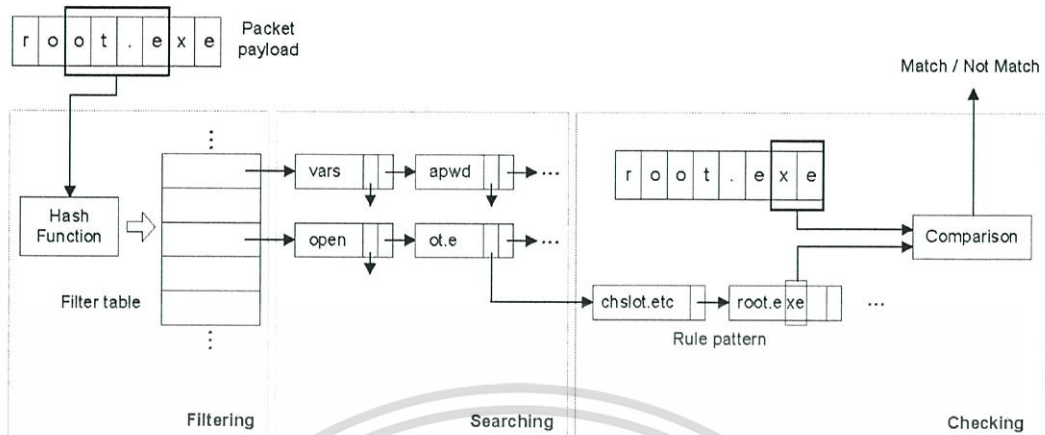 r o o t . e x e
Packet
payload
Match / Not Match
⋮
vars
apwd
...
r o o t . e x e
Hash
Function
open
ot.e
...
Comparison
Filter table
chslot.etc
root.e xe
...
Rule pattern
⋮
Filtering
Searching
Checking